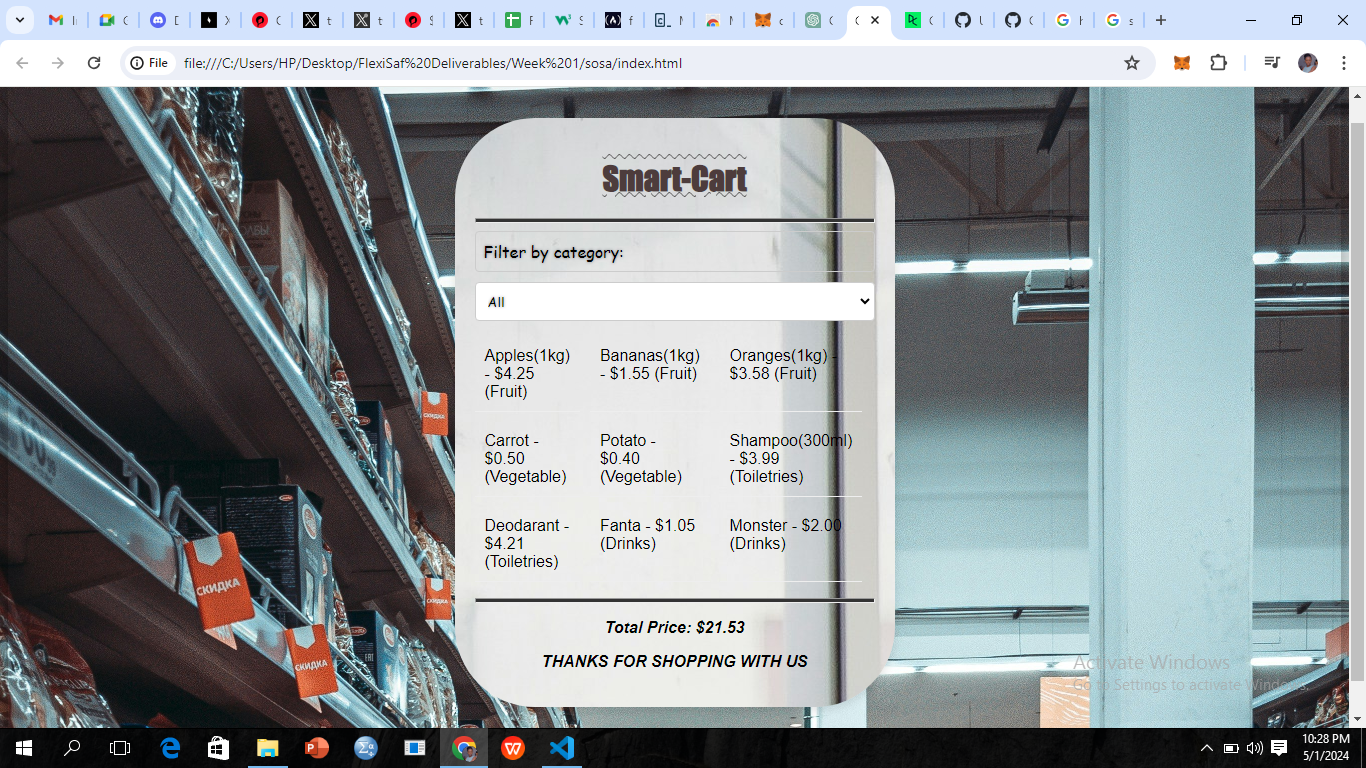 File
file:///C:/Users/HP/Desktop/FlexiSaf%20Deliverables/Week%201/sosa/index.html
Smart-Cart
Filter by category:
All
Apples(1kg)
- $4.25
(Fruit)
Bananas(1kg)
- $1.55 (Fruit)
Oranges(1kg) -
$3.58 (Fruit)
Carrot -
$0.50
(Vegetable)
Potato -
$0.40
(Vegetable)
Shampoo(300ml)
- $3.99
(Toiletries)
Deodarant -
$4.21
(Toiletries)
Fanta - $1.05
(Drinks)
Monster - $2.00
(Drinks)
Total Price: $21.53
THANKS FOR SHOPPING WITH US
СКИДКА
СКИДКА
СКИДКА
СКИДКА
Activate Windows
Go to Settings to activate Windows.
10:28 PM
5/1/2024